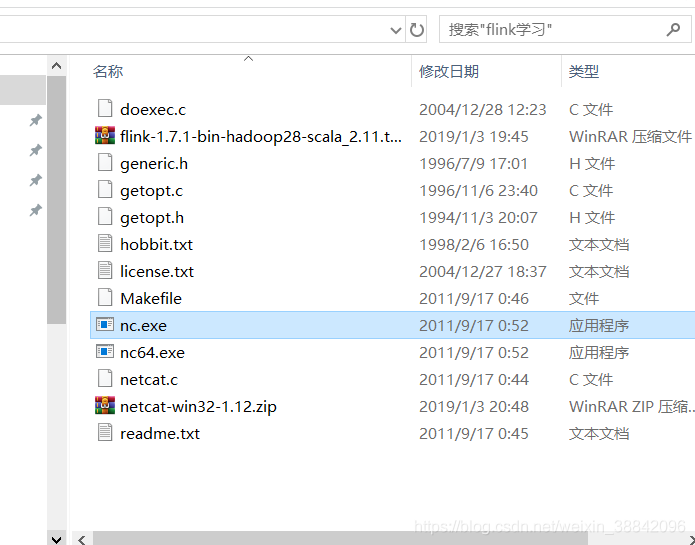 搜索"flink学习"
名称 修改日期 类型
doexec.c 2004/12/28 12:23 C 文件
flink-1.7.1-bin-hadoop28-scala_2.11.t... 2019/1/3 19:45 WinRAR 压缩文件
generic.h 1996/7/9 17:01 H 文件
getopt.c 1996/11/6 23:40 C 文件
getopt.h 1994/11/3 20:07 H 文件
hobbit.txt 1998/2/6 16:50 文本文档
license.txt 2004/12/27 18:37 文本文档
Makefile 2011/9/17 0:46 文件
nc.exe 2011/9/17 0:52 应用程序
nc64.exe 2011/9/17 0:52 应用程序
netcat.c 2011/9/17 0:44 C 文件
netcat-win32-1.12.zip 2019/1/3 20:48 WinRAR ZIP 压缩...
readme.txt 2011/9/17 0:45 文本文档
https://blog.csdn.net/weixin_38842096